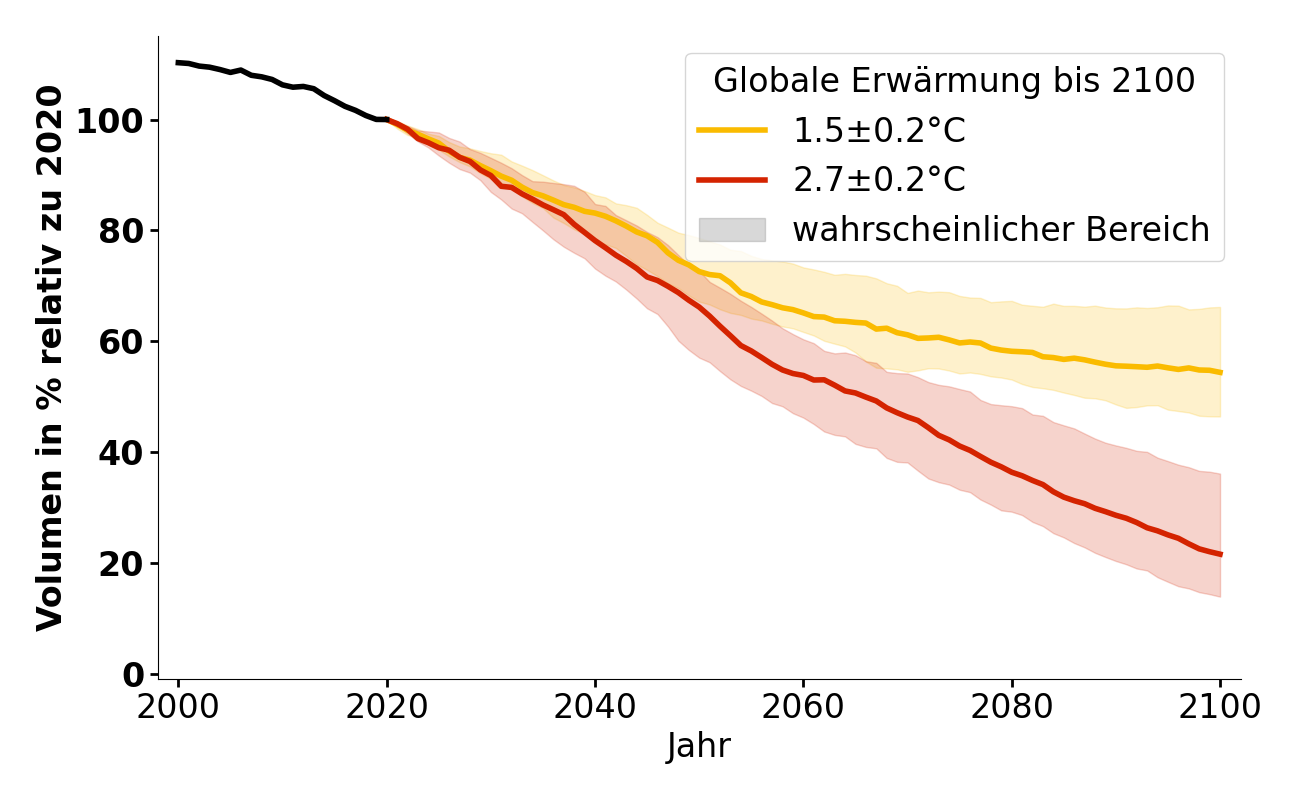 Volumen in % relativ zu 2020
100
80
60
40
20
0
Globale Erwärmung bis 2100
1.5±0.2°C
2.7±0.2°C
wahrscheinlicher Bereich
2000 2020 2040 2060 2080 2100
Jahr